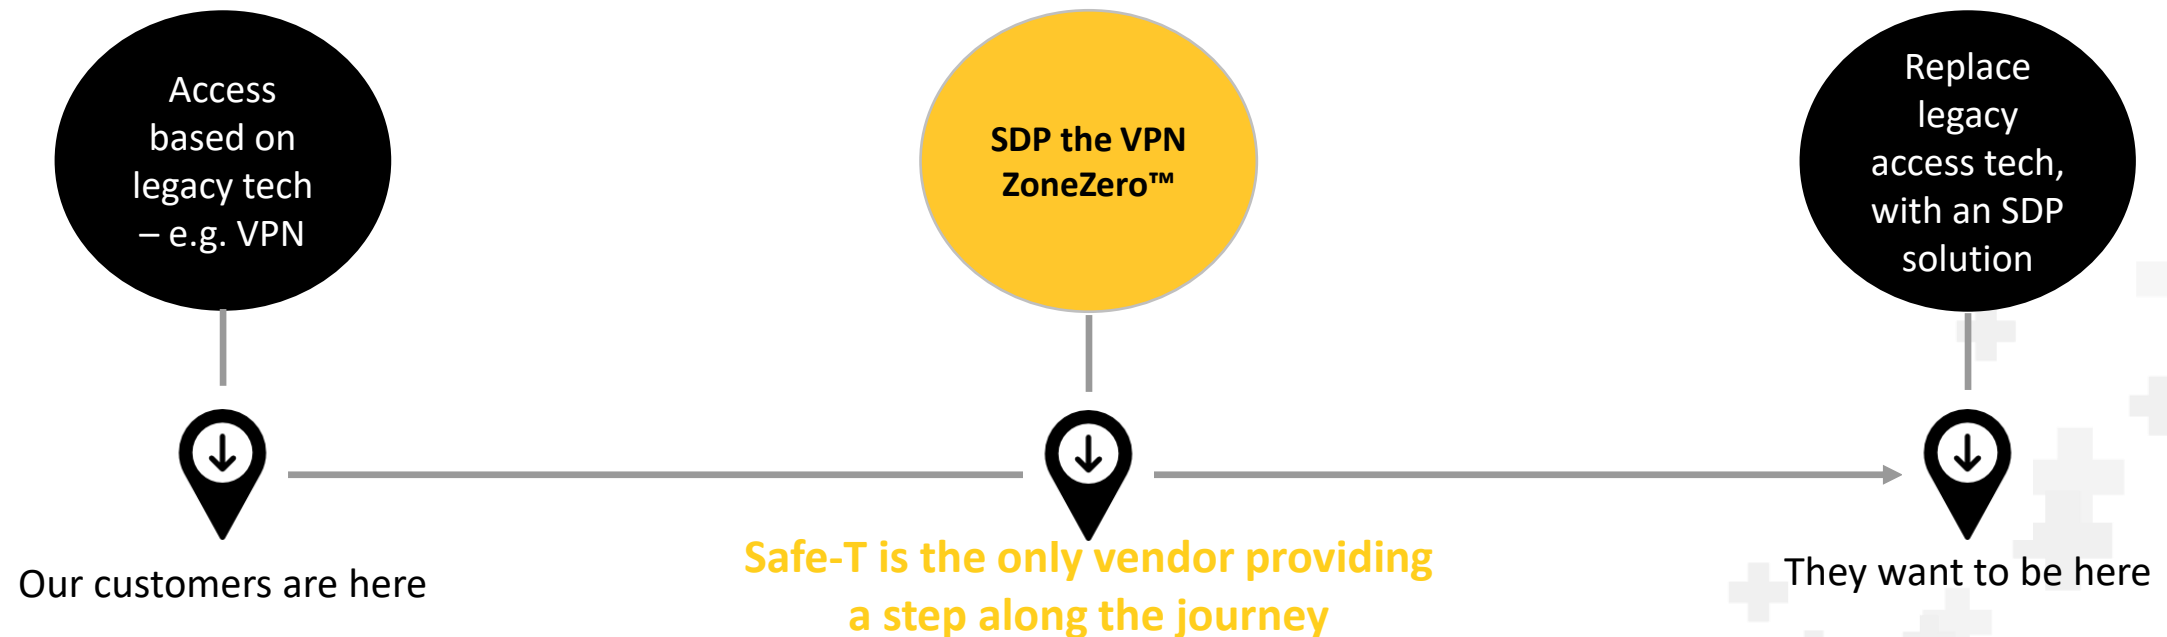 Access
based on
legacy tech
– e.g. VPN
SDP the VPN
ZoneZero™
Replace
legacy
access tech,
with an SDP
solution
Our customers are here
Safe-T is the only vendor providing
a step along the journey
They want to be here